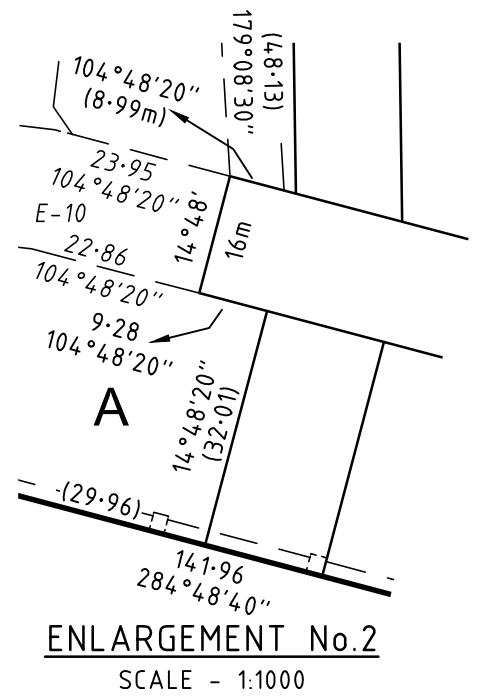 179°08'30"
(48·13)
104°48'20"
(8·99m)
23·95
104°48'20"
E-10
14°48'
16m
22·86
104°48'20"
9·28
104°48'20"
A
14°48'20"
(32·01)
(29·96)
141·96
284°48'40"
ENLARGEMENT No.2
SCALE - 1:1000